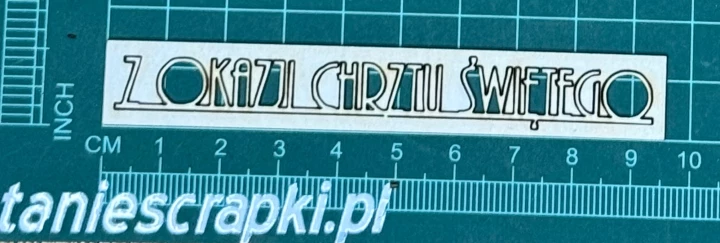 Z OKAZJI CHRZTU ŚWIĘTEGO
INCH
CM 1 2 3 4 5 6 7 8 9 10
taniescrapki.pl